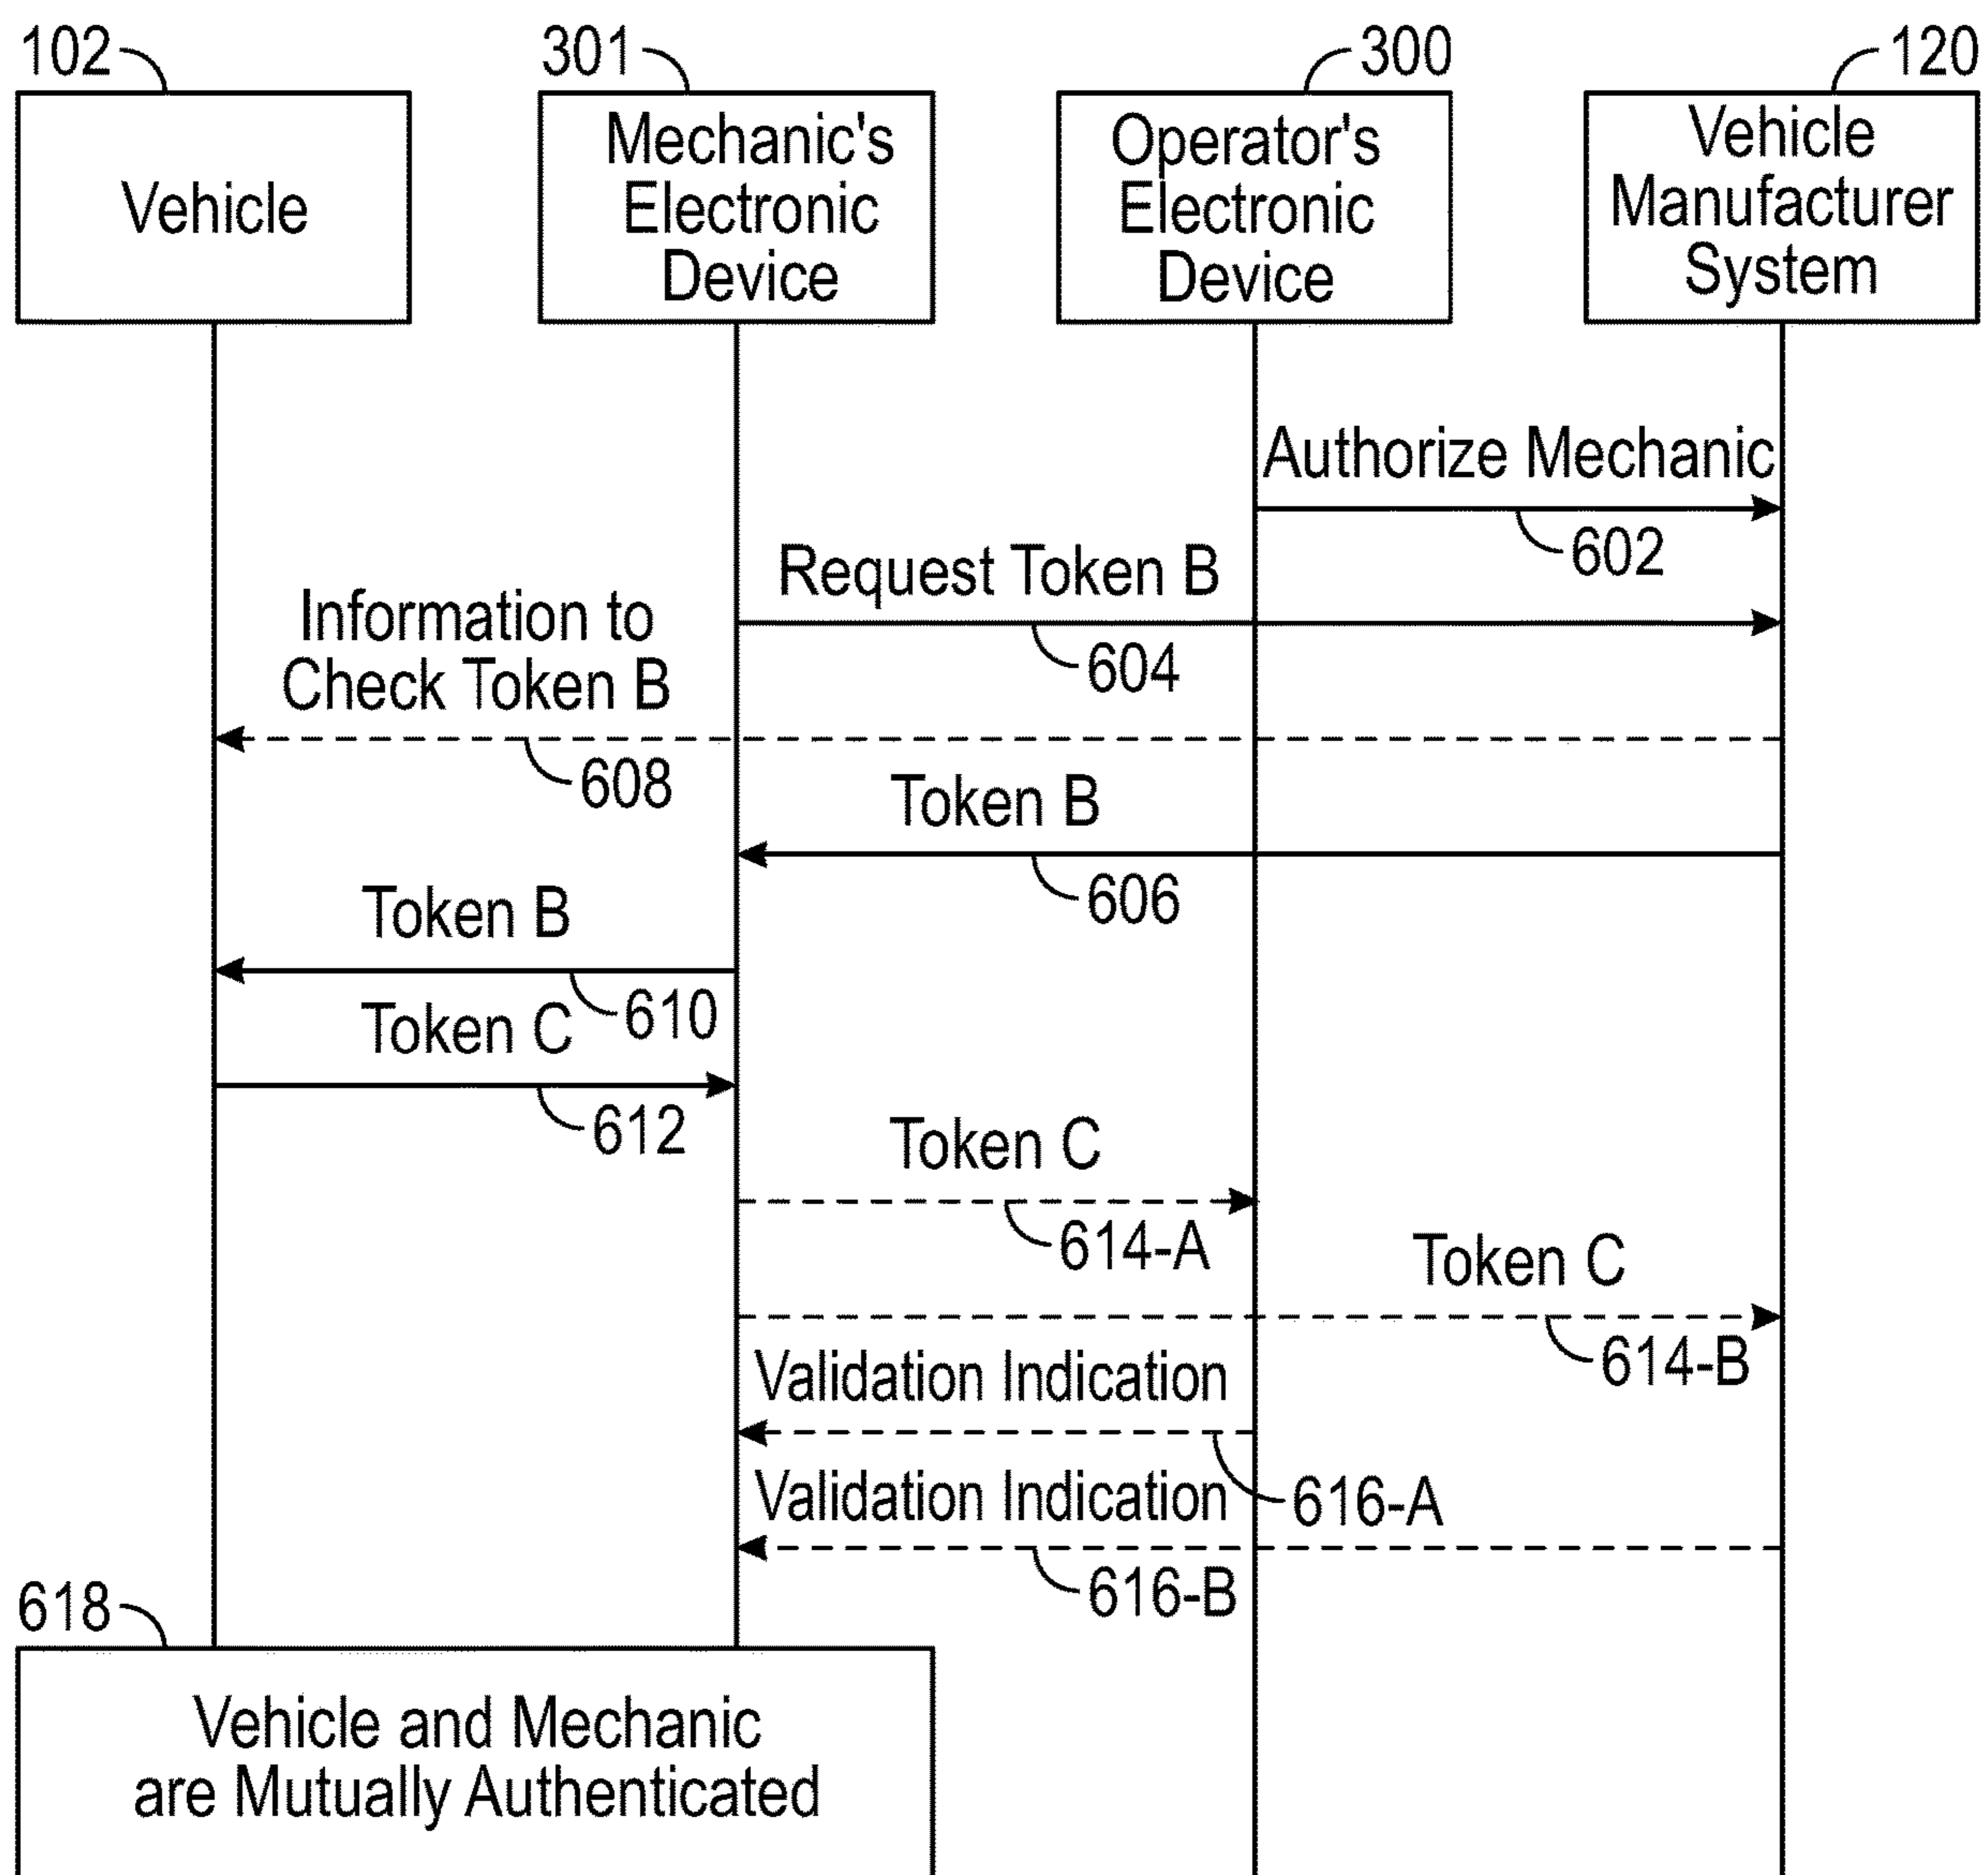 102
301
300
120
Vehicle
Mechanic's
Electronic
Device
Operator's
Electronic
Device
Vehicle
Manufacturer
System
Authorize Mechanic
602
Request Token B
604
Information to
Check Token B
608
Token B
606
Token B
610
Token C
612
Token C
614-A
Token C
614-B
Validation Indication
616-A
Validation Indication
616-B
618
Vehicle and Mechanic
are Mutually Authenticated